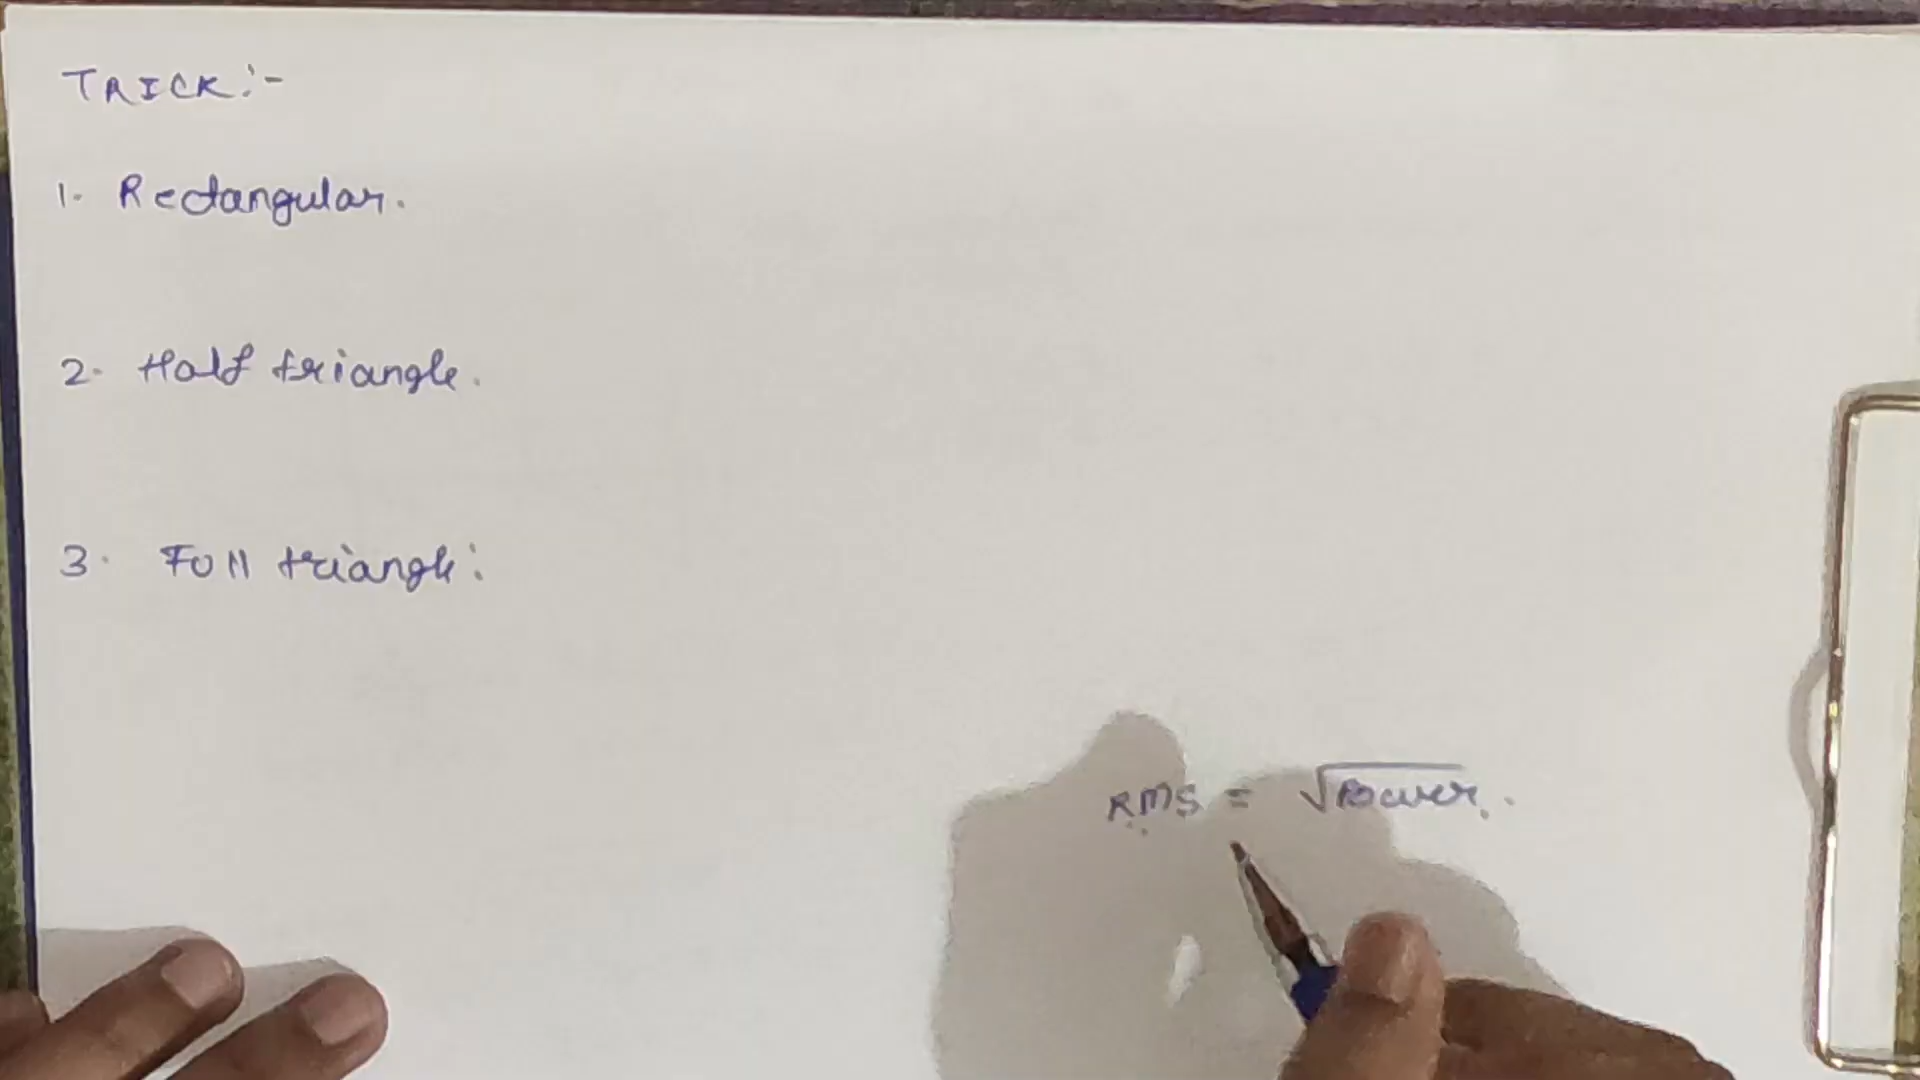 TRICK:-
1. Rectangular.
2. Half triangle.
3. Full triangle:
RMS = √Power.